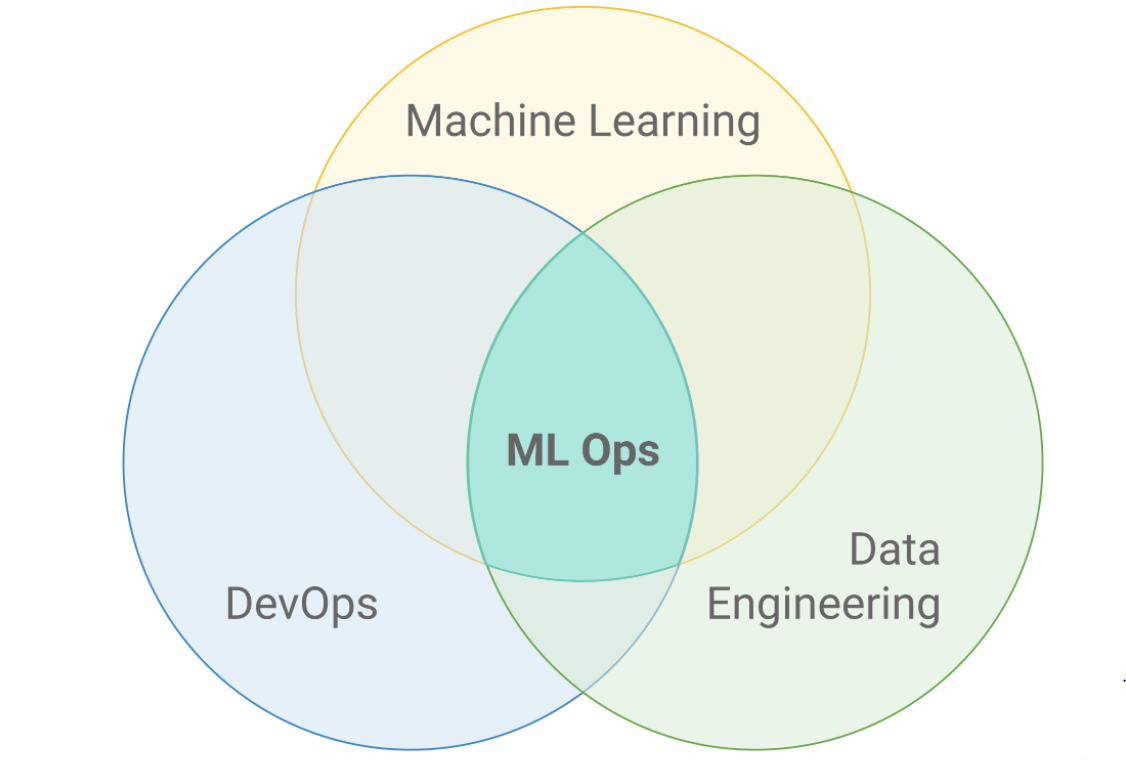 Machine Learning
ML Ops
Data
Engineering
DevOps